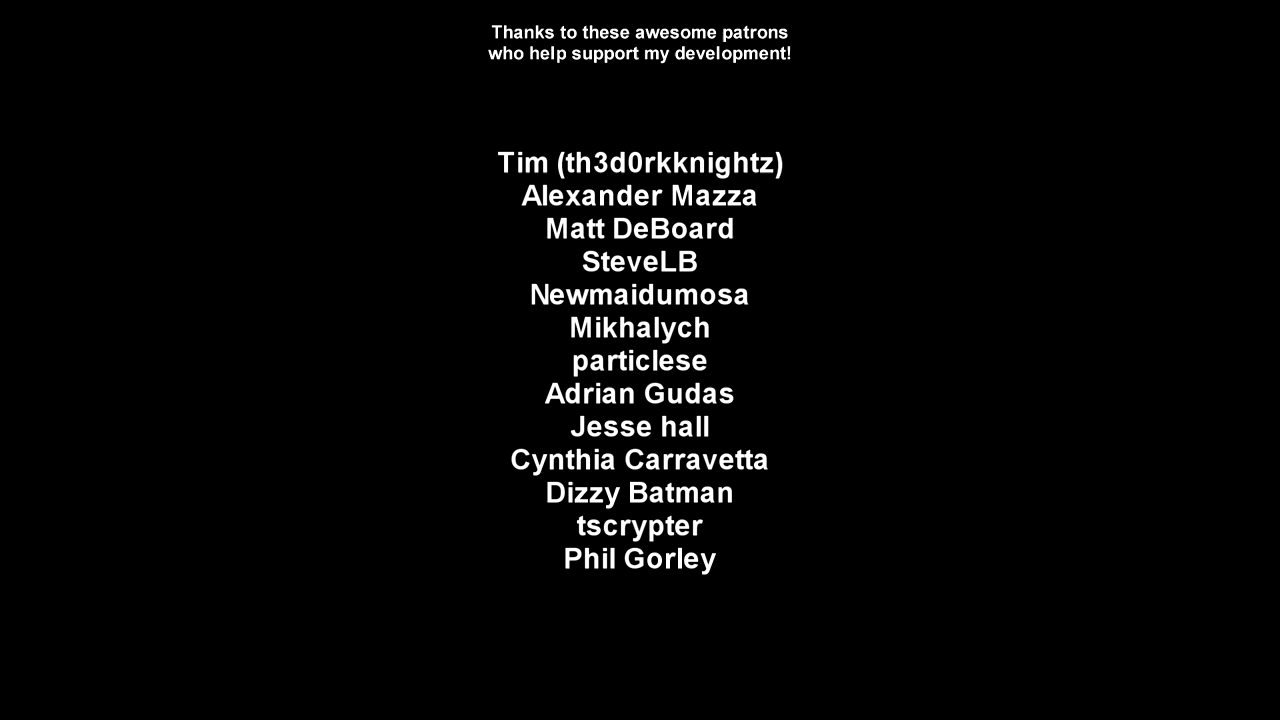 Thanks to these awesome patrons
who help support my development!
Tim (th3d0rkknightz)
Alexander Mazza
Matt DeBoard
SteveLB
Newmaidumosa
Mikhalych
particlese
Adrian Gudas
Jesse hall
Cynthia Carravetta
Dizzy Batman
tscrypter
Phil Gorley